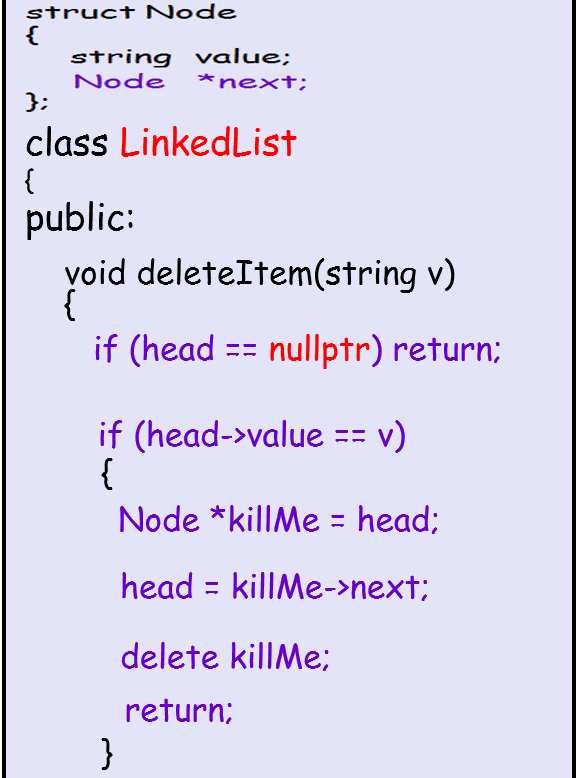 struct Node
{
string value;
Node *next;
};
class LinkedList
{
public:
void deleteItem(string v)
{
if (head == nullptr) return;
if (head->value == v)
{
Node *killMe = head;
head = killMe->next;
delete killMe;
return;
}